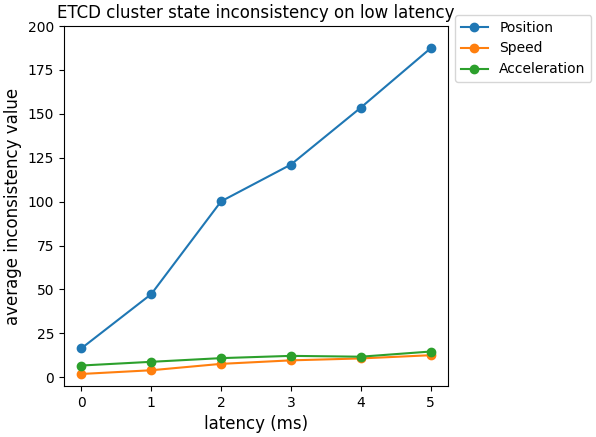 ETCD cluster state inconsistency on low latency
Position
Speed
Acceleration
average inconsistency value
200
175
150
125
100
75
50
25
0
0 1 2 3 4 5
latency (ms)